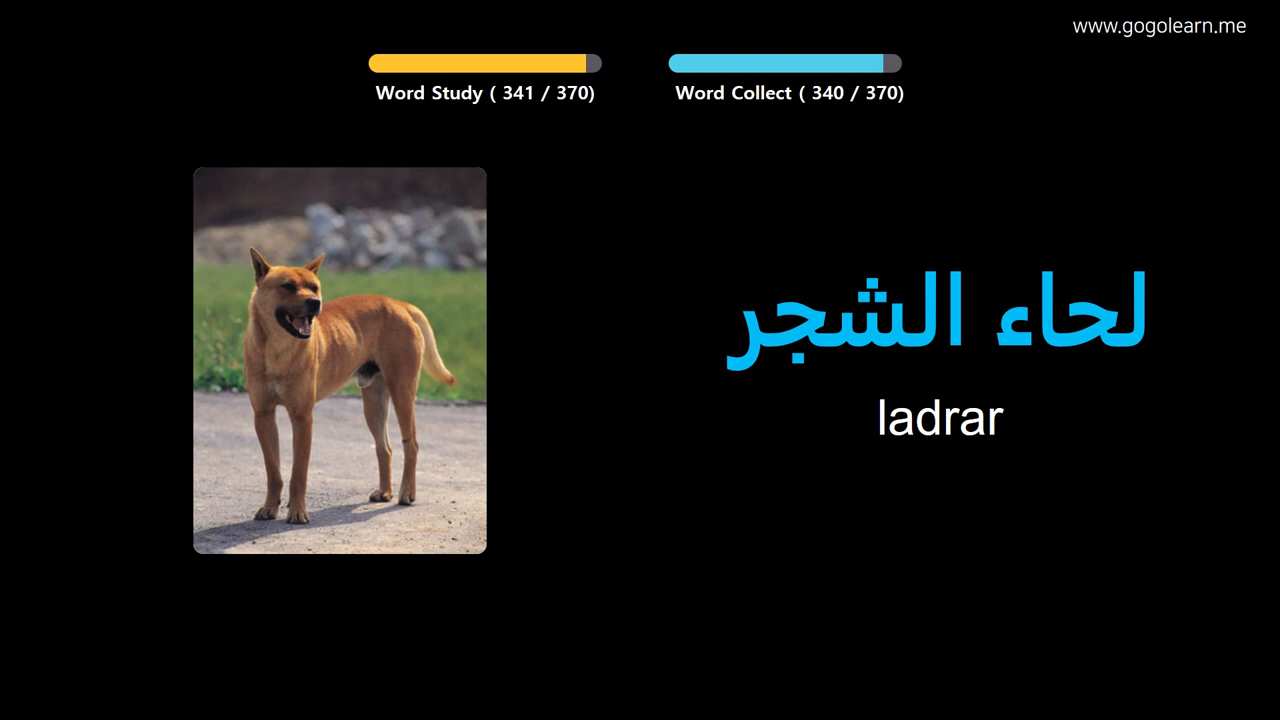 www.gogolearn.me
Word Study ( 341 / 370)
Word Collect ( 340 / 370)
لحاء الشجر
ladrar